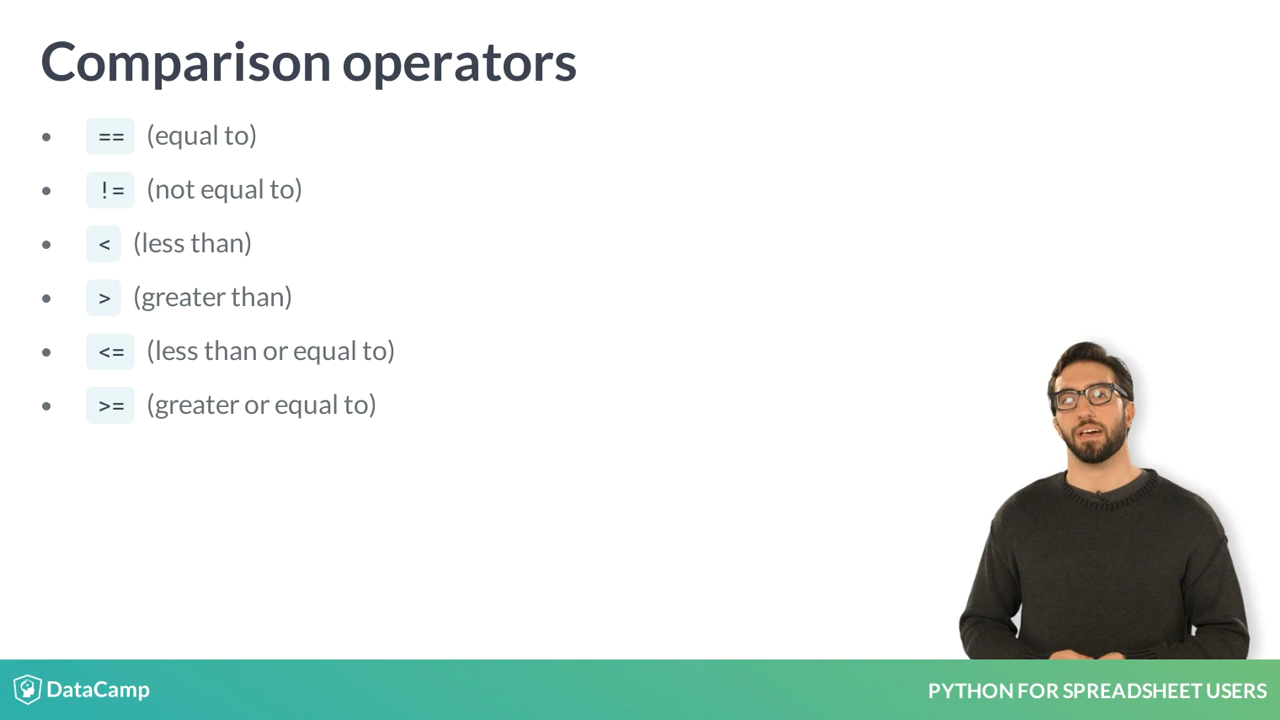 Comparison operators
• == (equal to)
• != (not equal to)
• < (less than)
• > (greater than)
• <= (less than or equal to)
• >= (greater or equal to)
DataCamp
PYTHON FOR SPREADSHEET USERS